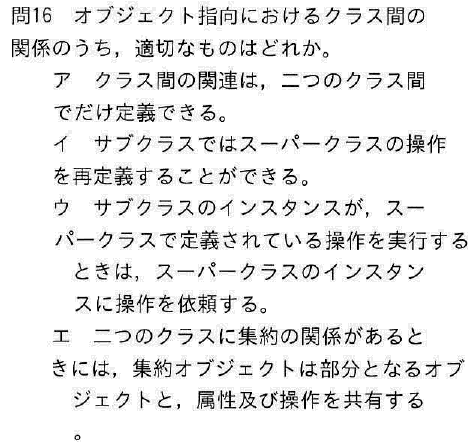 問16　オブジェクト指向におけるクラス間の
関係のうち，適切なものはどれか。
ア　クラス間の関連は，二つのクラス間
でだけ定義できる。
イ　サブクラスではスーパークラスの操作
を再定義することができる。
ウ　サブクラスのインスタンスが，スー
パークラスで定義されている操作を実行する
ときは，スーパークラスのインスタン
スに操作を依頼する。
エ　二つのクラスに集約の関係があると
きには，集約オブジェクトは部分となるオブ
ジェクトと，属性及び操作を共有する
。